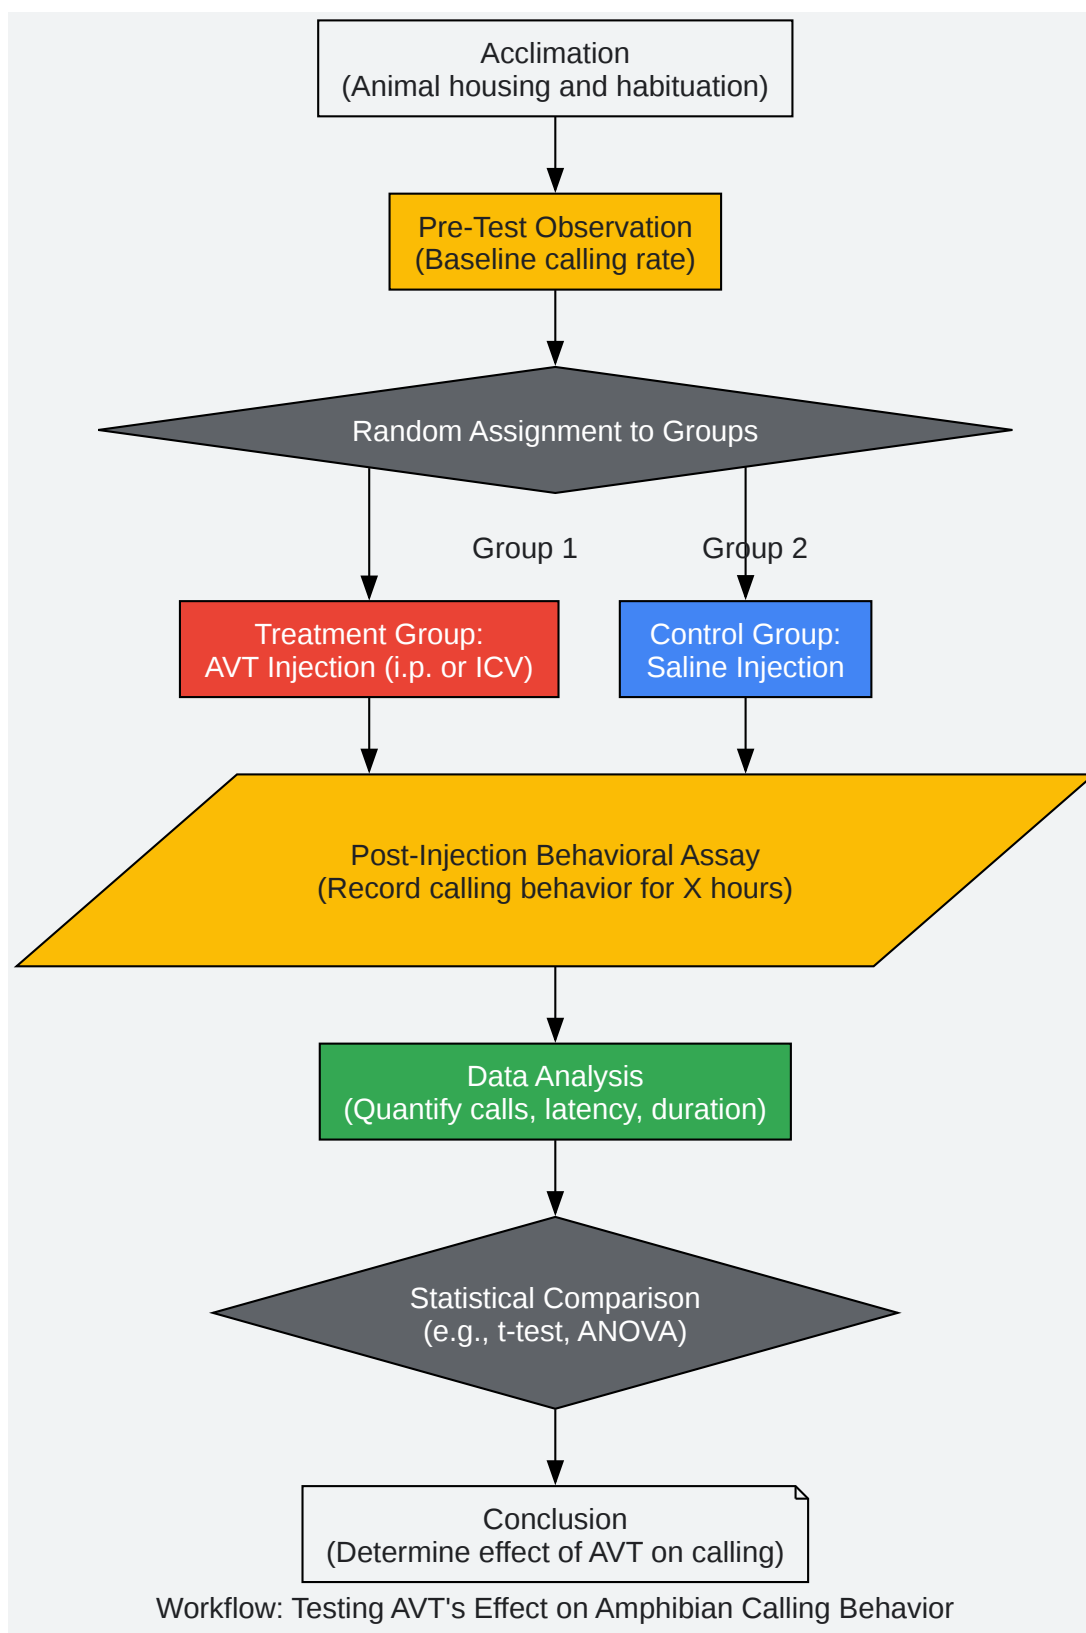 Acclimation
(Animal housing and habituation)
Pre-Test Observation
(Baseline calling rate)
Random Assignment to Groups
Group 1
Group 2
Treatment Group:
AVT Injection (i.p. or ICV)
Control Group:
Saline Injection
Post-Injection Behavioral Assay
(Record calling behavior for X hours)
Data Analysis
(Quantify calls, latency, duration)
Statistical Comparison
(e.g., t-test, ANOVA)
Conclusion
(Determine effect of AVT on calling)
Workflow: Testing AVT's Effect on Amphibian Calling Behavior